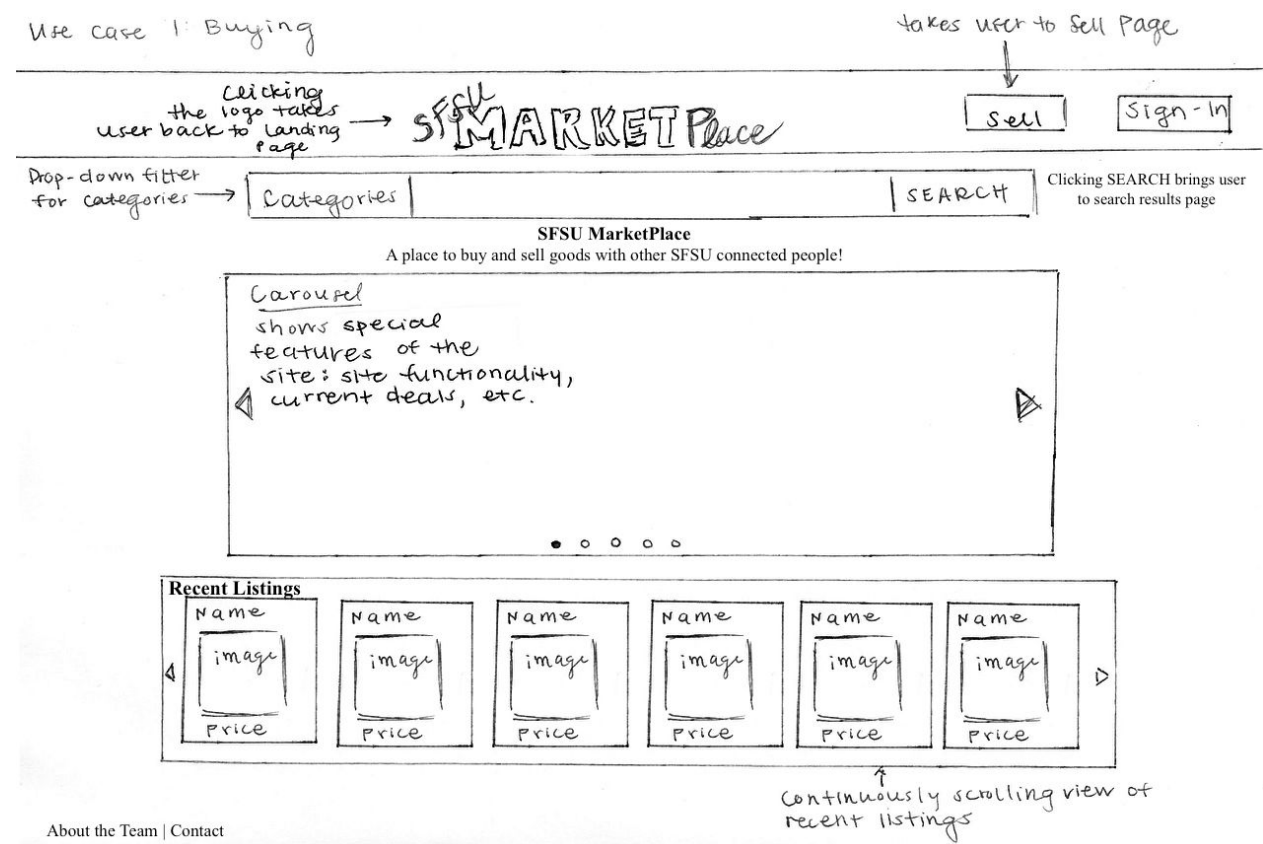 Use case 1: Buying
takes user to Sell Page
clicking
the logo takes
user back to landing
page
SFSU MARKETPlace
Sell
Sign-In
Drop-down filter
for categories
Categories
SEARCH
Clicking SEARCH brings user
to search results page
SFSU MarketPlace
A place to buy and sell goods with other SFSU connected people!
Carousel
shows special
features of the
site: site functionality,
current deals, etc.
Recent Listings
Name Name Name Name Name Name
image image image image image image
Price Price Price Price Price Price
continuously scrolling view of
recent listings
About the Team | Contact